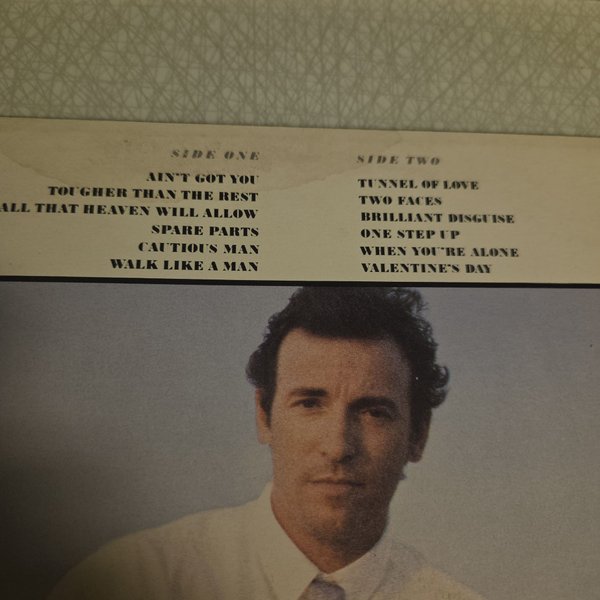 SIDE ONE
AIN'T GOT YOU
TOUGHER THAN THE REST
ALL THAT HEAVEN WILL ALLOW
SPARE PARTS
CAUTIOUS MAN
WALK LIKE A MAN
SIDE TWO
TUNNEL OF LOVE
TWO FACES
BRILLIANT DISGUISE
ONE STEP UP
WHEN YOU'RE ALONE
VALENTINE'S DAY